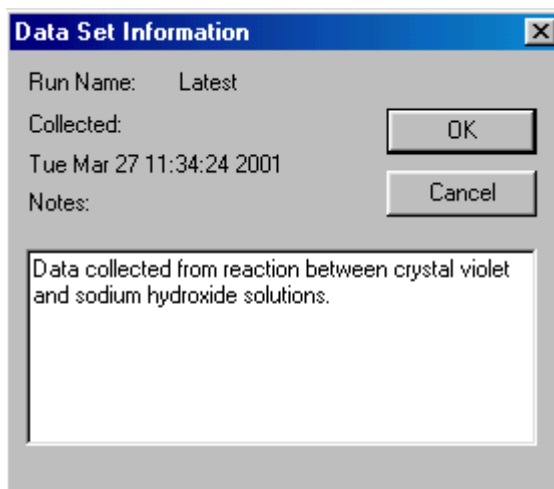 Data Set Information
Run Name: Latest
Collected:
OK
Tue Mar 27 11:34:24 2001
Cancel
Notes:
Data collected from reaction between crystal violet
and sodium hydroxide solutions.